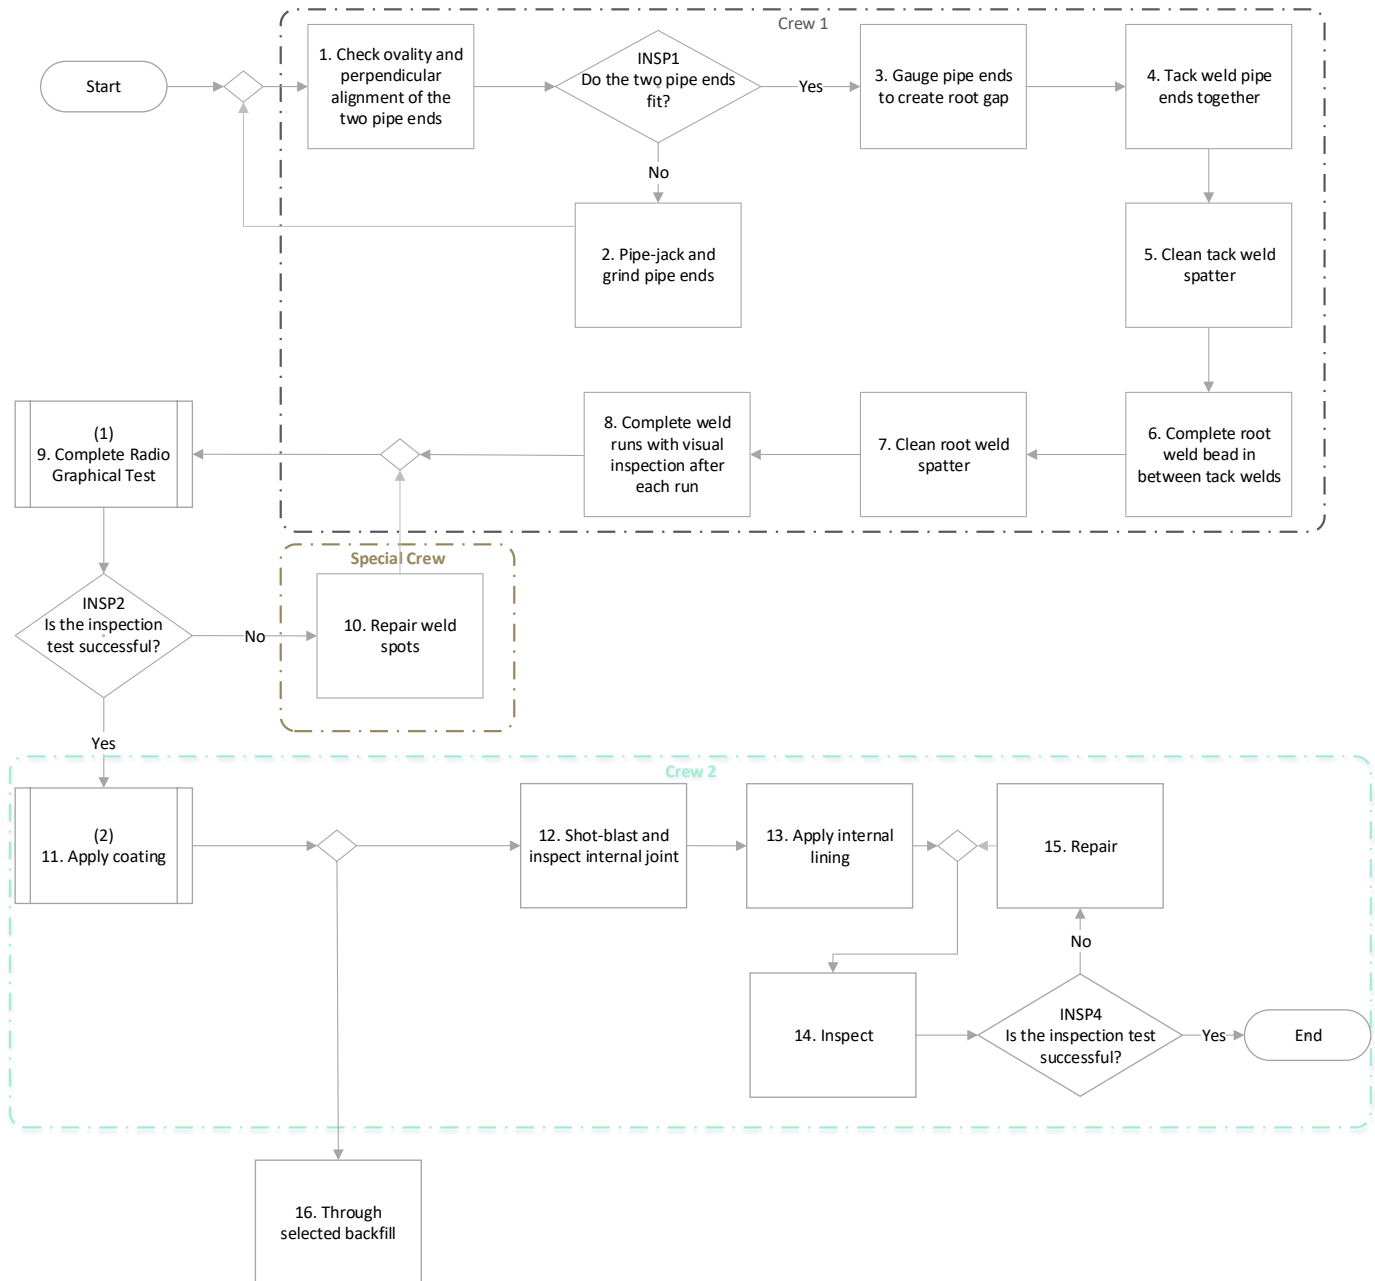 Crew 1
Start
1. Check ovality and
perpendicular
alignment of the
two pipe ends
INSP1
Do the two pipe ends
fit?
Yes
3. Gauge pipe ends
to create root gap
4. Tack weld pipe
ends together
No
2. Pipe-jack and
grind pipe ends
5. Clean tack weld
spatter
(1)
9. Complete Radio
Graphical Test
8. Complete weld
runs with visual
inspection after
each run
7. Clean root weld
spatter
6. Complete root
weld bead in
between tack welds
Special Crew
INSP2
Is the inspection
test successful?
No
10. Repair weld
spots
Yes
Crew 2
(2)
11. Apply coating
12. Shot-blast and
inspect internal joint
13. Apply internal
lining
15. Repair
No
14. Inspect
INSP4
Is the inspection test
successful?
Yes
End
16. Through
selected backfill